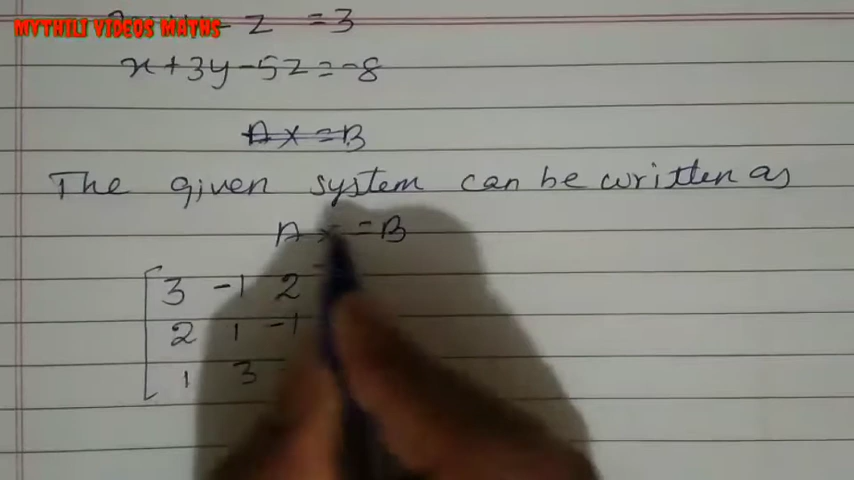 MYTHILI VIDEOS MATHS
- z = 3
x + 3y - 5z = -8
AX = B
The given system can be written as
A X = B
3 -1 2
2 1 -1
1 3